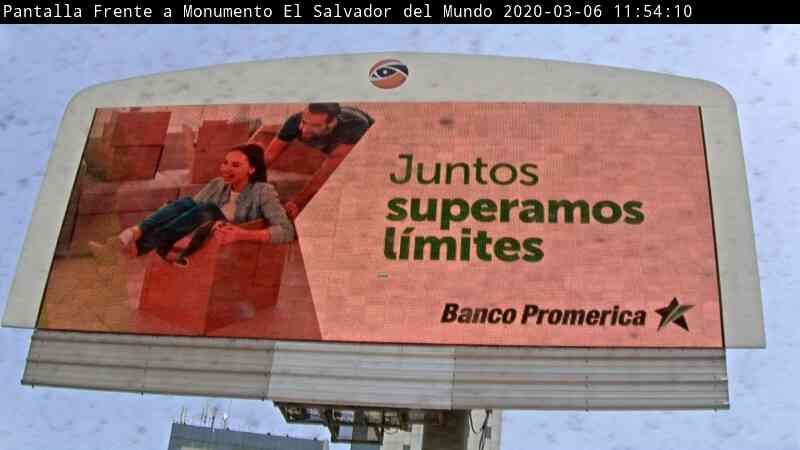 Pantalla Frente a Monumento El Salvador del Mundo 2020-03-06 11:54:10
Juntos
superamos
límites
Banco Promerica